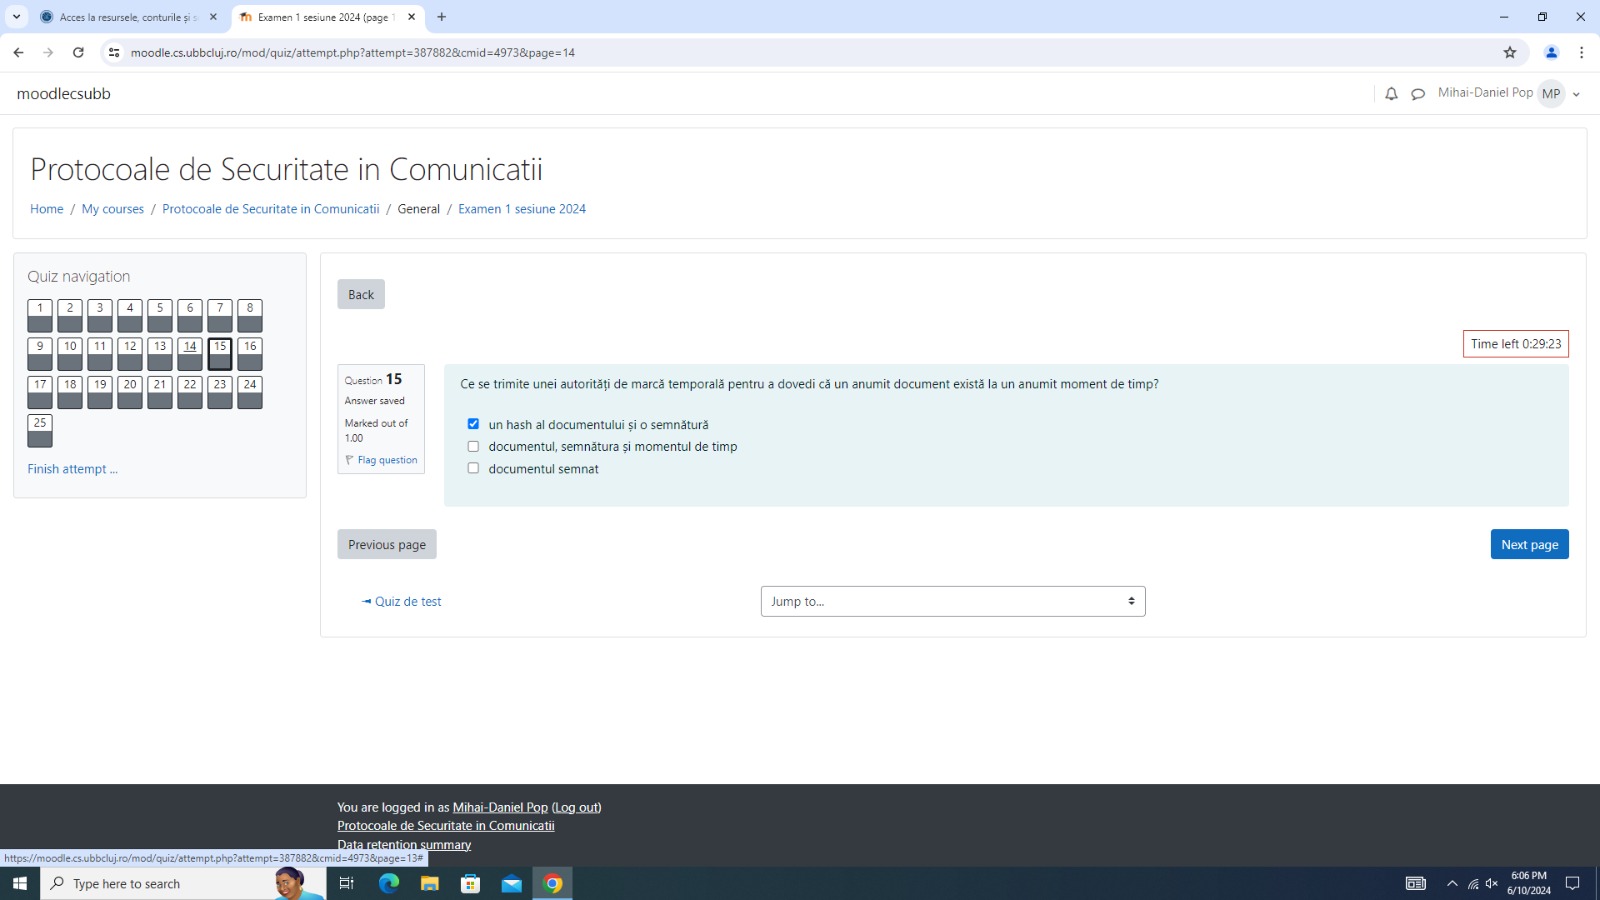 Acces la resursele, conturile și s
Examen 1 sesiune 2024 (page 1
moodle.cs.ubbcluj.ro/mod/quiz/attempt.php?attempt=387882&cmid=4973&page=14
moodlecsubb
Mihai-Daniel Pop MP
Protocoale de Securitate in Comunicatii
Home / My courses / Protocoale de Securitate in Comunicatii / General / Examen 1 sesiune 2024
Quiz navigation
1 2 3 4 5 6 7 8
9 10 11 12 13 14 15 16
17 18 19 20 21 22 23 24
25
Finish attempt ...
Back
Time left 0:29:23
Question 15
Answer saved
Marked out of
1.00
Flag question
Ce se trimite unei autorități de marcă temporală pentru a dovedi că un anumit document există la un anumit moment de timp?
un hash al documentului și o semnătură
documentul, semnătura și momentul de timp
documentul semnat
Previous page
Next page
◄ Quiz de test
Jump to...
You are logged in as Mihai-Daniel Pop (Log out)
Protocoale de Securitate in Comunicatii
Data retention summary
https://moodle.cs.ubbcluj.ro/mod/quiz/attempt.php?attempt=387882&cmid=4973&page=13#
Type here to search
6:06 PM
6/10/2024